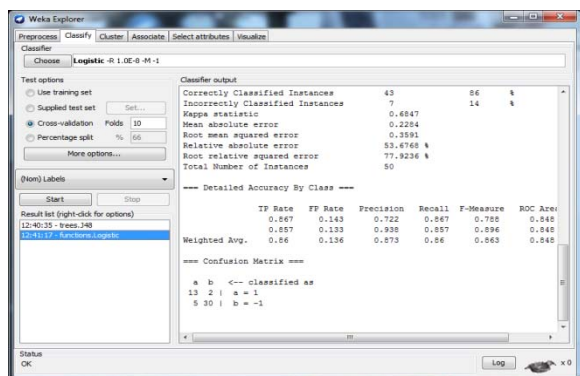 Weka Explorer
Preprocess Classify Cluster Associate Select attributes Visualize
Classifier
Choose Logistic -R 1.0E-8 -M -1
Test options
Use training set
Supplied test set Set...
Cross-validation Folds 10
Percentage split % 66
More options...
(Nom) Labels
Start Stop
Result list (right-click for options)
12:40:35 - trees.J48
12:41:17 - functions.Logistic
Classifier output
Correctly Classified Instances 43 86 %
Incorrectly Classified Instances 7 14 %
Kappa statistic 0.6847
Mean absolute error 0.2284
Root mean squared error 0.3591
Relative absolute error 53.6768 %
Root relative squared error 77.9236 %
Total Number of Instances 50
=== Detailed Accuracy By Class ===
TP Rate FP Rate Precision Recall F-Measure ROC Area
0.867 0.143 0.722 0.867 0.788 0.848
0.857 0.133 0.938 0.857 0.896 0.848
Weighted Avg. 0.86 0.136 0.873 0.86 0.863 0.848
=== Confusion Matrix ===
a b <-- classified as
13 2 | a = 1
5 30 | b = -1
Status
OK
Log
x 0